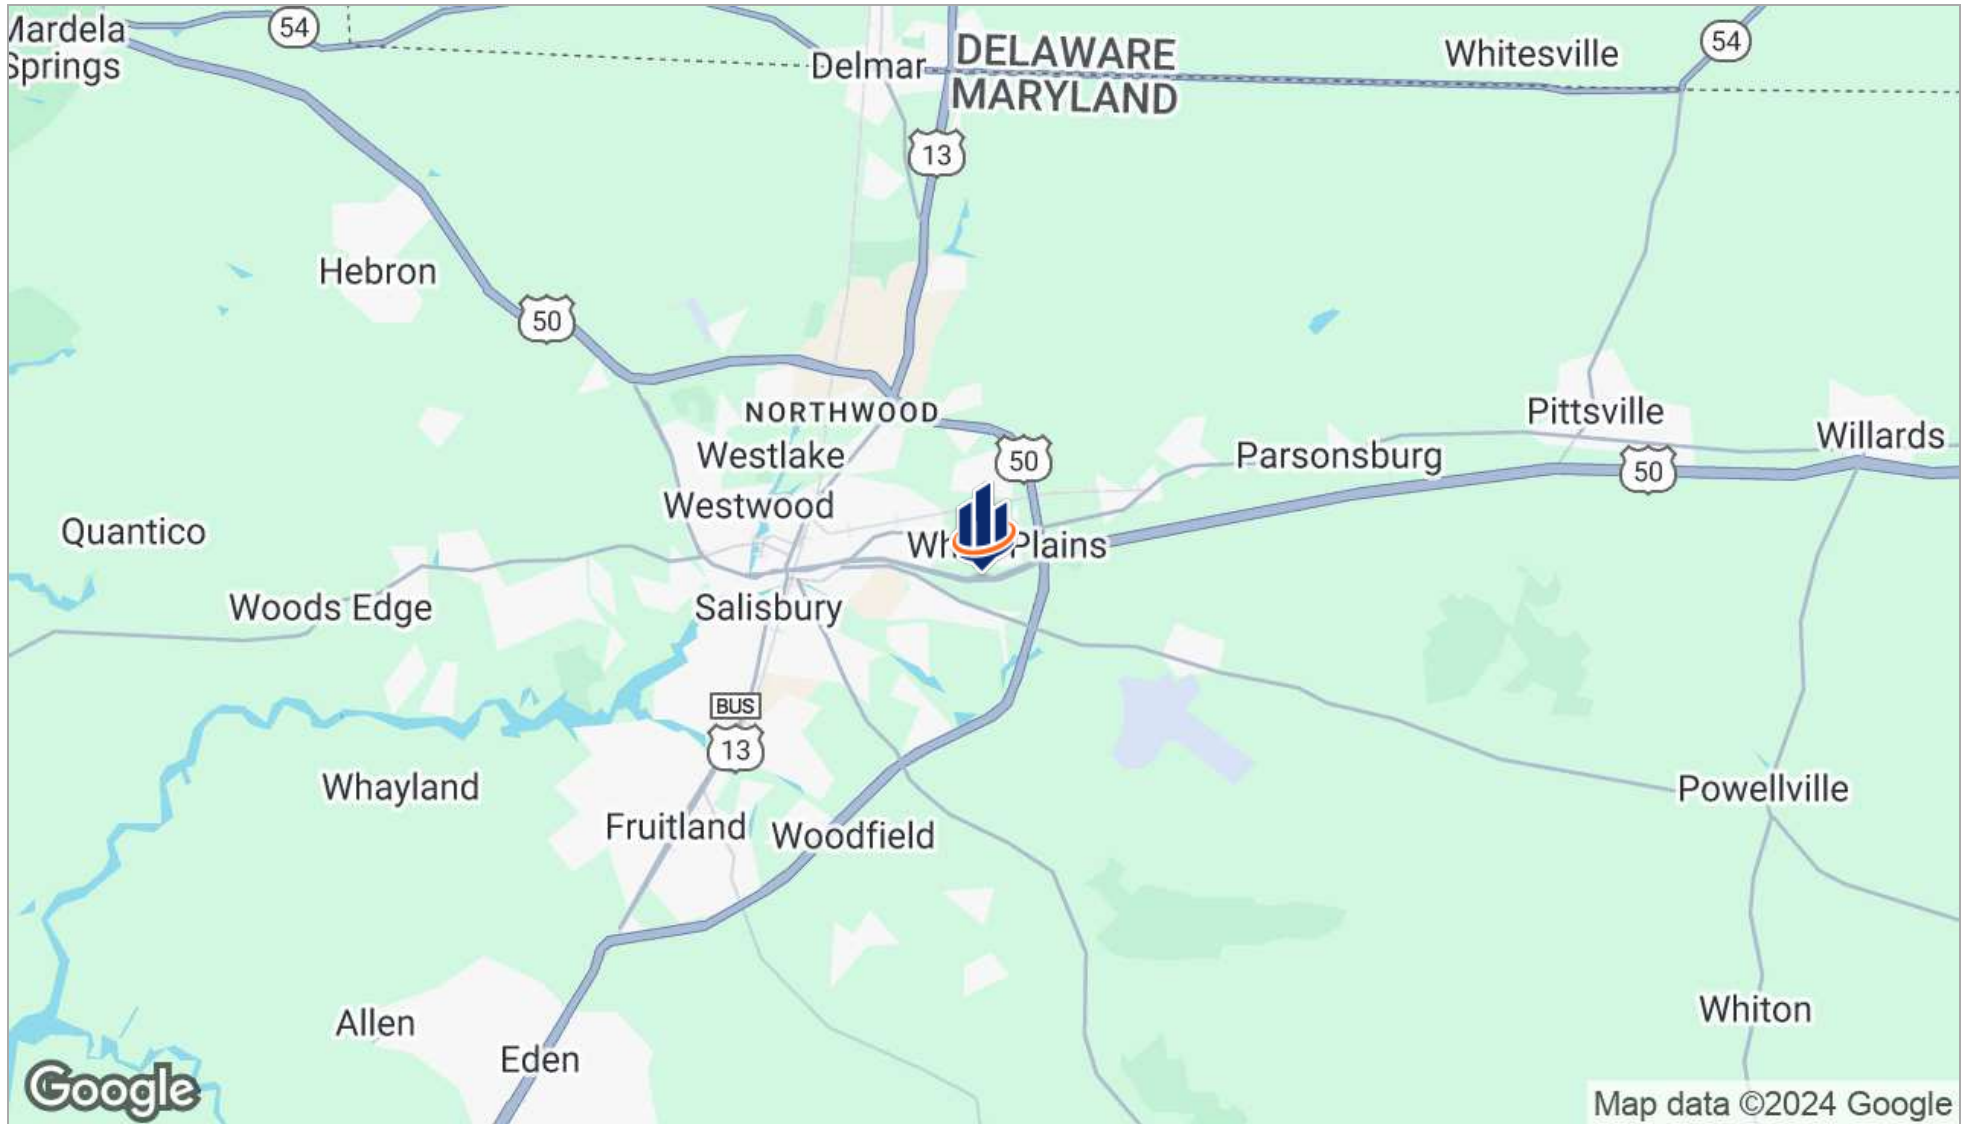 54
Mardela
Springs
Delmar
DELAWARE
MARYLAND
Whitesville
54
13
Hebron
50
NORTHWOOD
Westlake
50
Parsonsburg
Pittsville
Willards
50
Westwood
Quantico
Plains
Woods Edge
Salisbury
BUS
13
Whayland
Powellville
Fruitland
Woodfield
Allen
Eden
Whiton
Google
Map data ©2024 Google